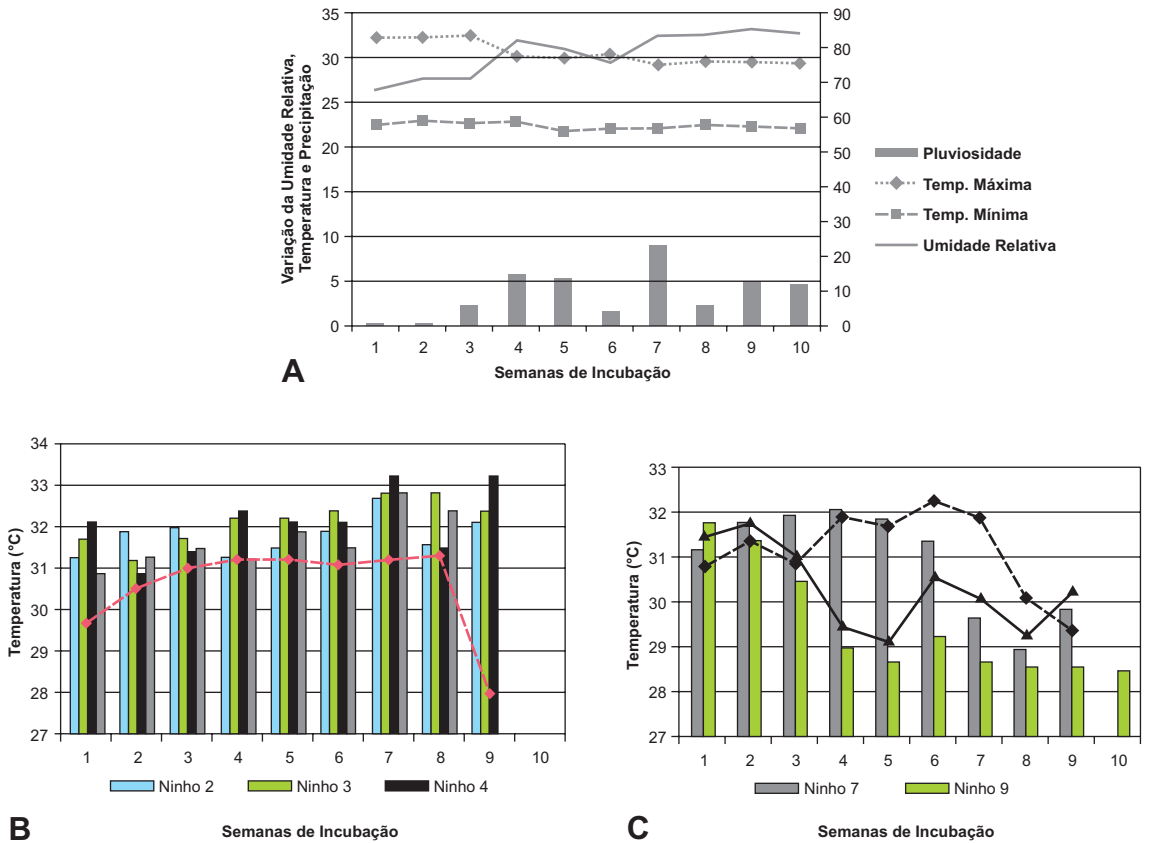 Variação da Umidade Relativa,
Temperatura e Precipitação
35
30
25
20
15
10
5
0
90
80
70
60
50
40
30
20
10
0
1 2 3 4 5 6 7 8 9 10
Semanas de Incubação
Pluviosidade
Temp. Máxima
Temp. Mínima
Umidade Relativa
A
Temperatura (°C)
34
33
32
31
30
29
28
27
1 2 3 4 5 6 7 8 9 10
Ninho 2 Ninho 3 Ninho 4
B
Semanas de Incubação
Temperatura (°C)
33
32
31
30
29
28
27
1 2 3 4 5 6 7 8 9 10
Ninho 7 Ninho 9
C
Semanas de Incubação